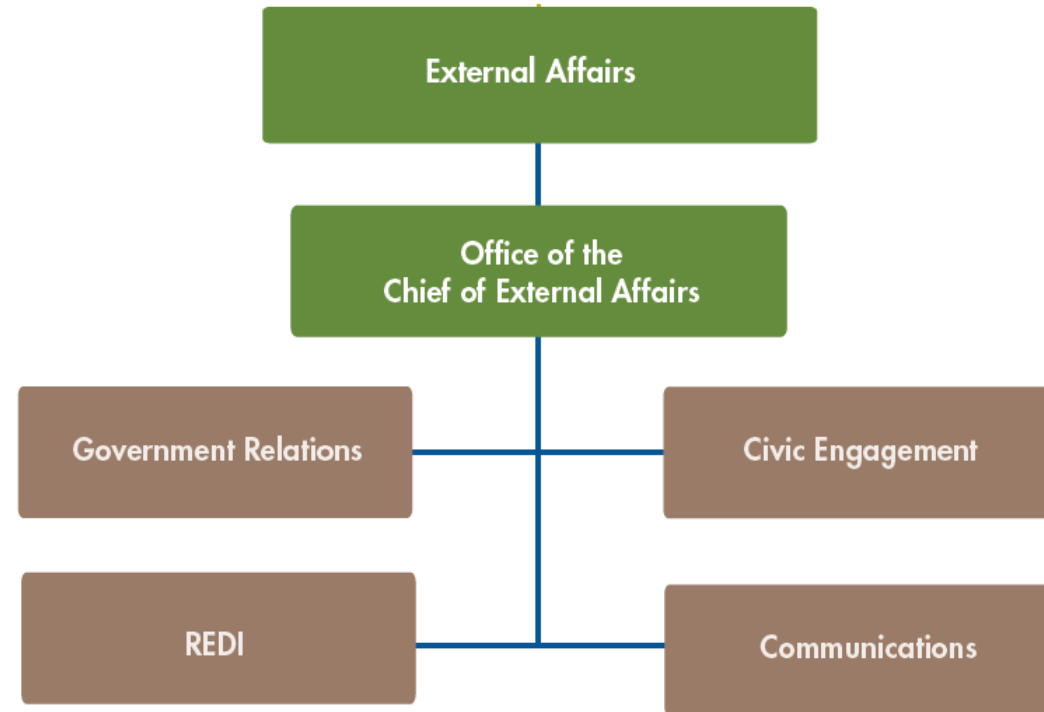 External Affairs
Office of the
Chief of External Affairs
Government Relations
Civic Engagement
REDI
Communications